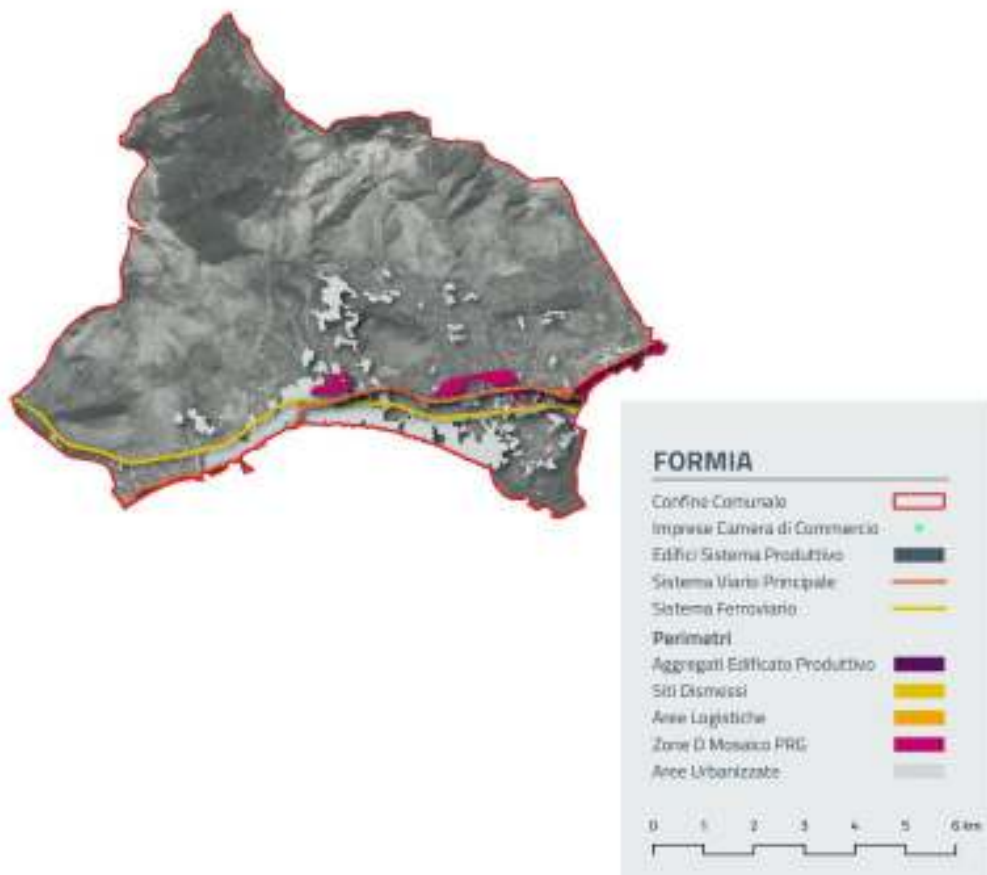 FORMIA
Confine Comunale
Imprese Camera di Commercio
Edifici Sistema Produttivo
Sistema Viario Principale
Sistema Ferroviario
Perimetri
Aggregati Edificato Produttivo
Siti Dismessi
Aree Logistiche
Zone D Mosaico PRG
Aree Urbanizzate
0 1 2 3 4 5 6 km